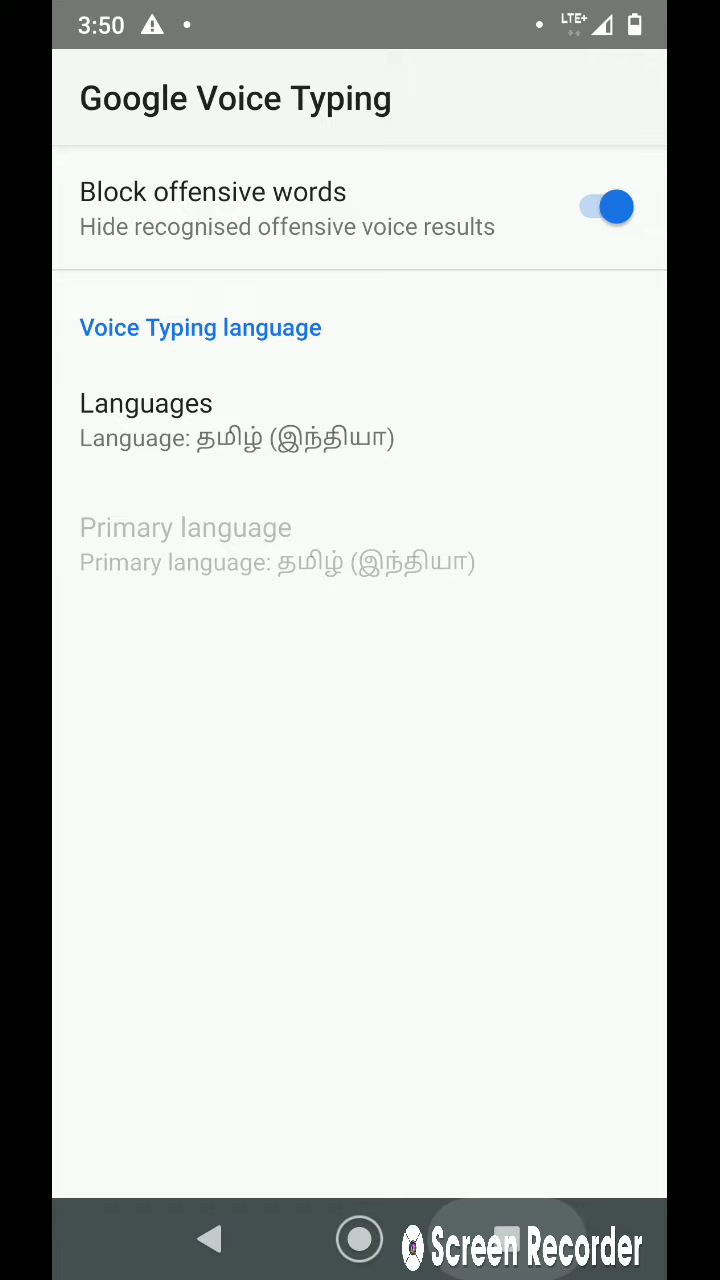 3:50
LTE+
Google Voice Typing
Block offensive words
Hide recognised offensive voice results
Voice Typing language
Languages
Language: தமிழ் (இந்தியா)
Primary language
Primary language: தமிழ் (இந்தியா)
Screen Recorder